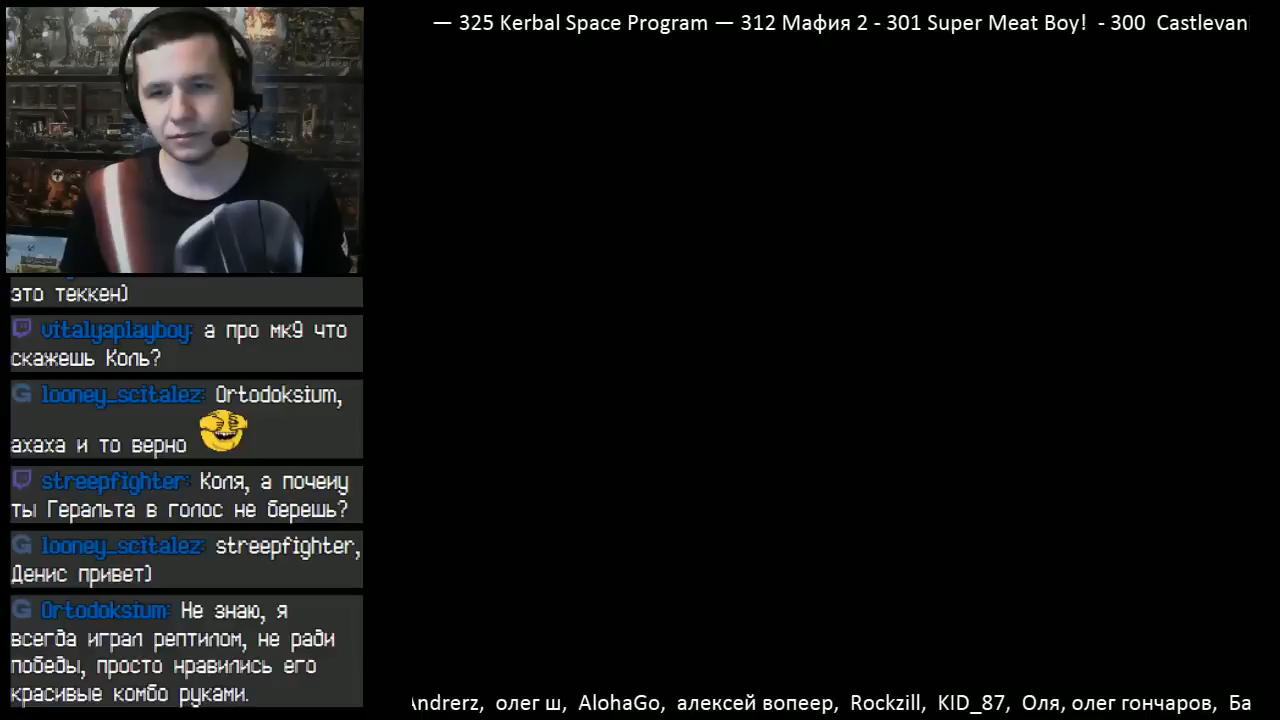 — 325 Kerbal Space Program — 312 Мафия 2 - 301 Super Meat Boy!  - 300  Castlevan
это теккен)
vitalyaplayboy: а про мк9 что
скажешь Коль?
looney_scitalez: Ortodoksium,
ахаха и то верно
streepfighter: Коля, а почеиу
ты Геральта в голос не берешь?
looney_scitalez: streepfighter,
Денис привет)
Ortodoksium: Не знаю, я
всегда играл рептилом, не ради
победы, просто нравились его
красивые комбо руками.
Andrerz,  олег ш,  AlohaGo,  алексей вопеер,  Rockzill,  KID_87,  Оля, олег гончаров,  Ба